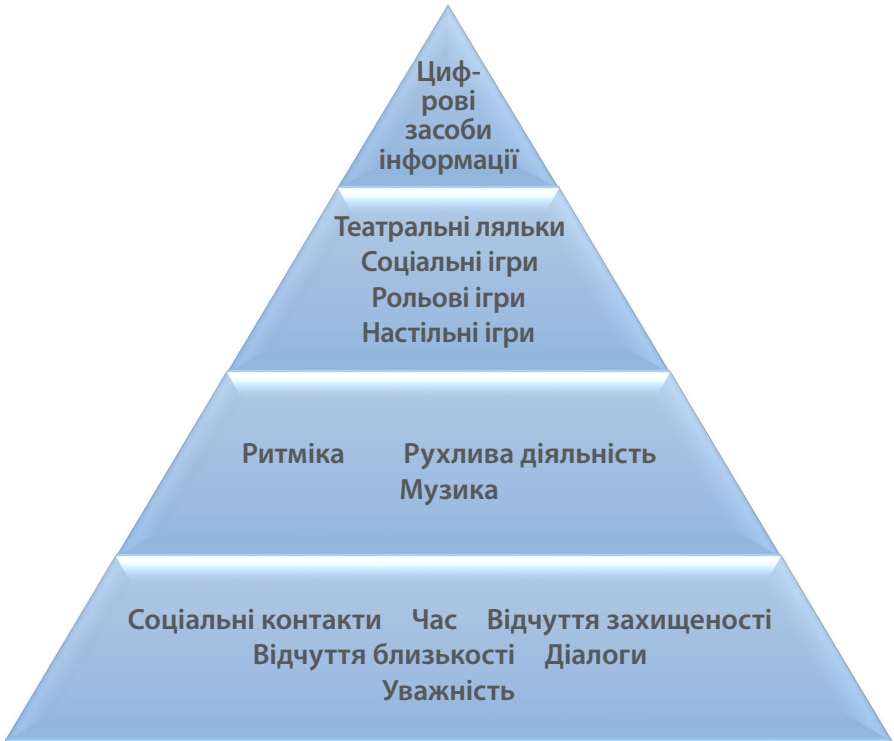 Циф-
рові
засоби
інформації
Театральні ляльки
Соціальні ігри
Рольові ігри
Настільні ігри
Ритміка Рухлива діяльність
Музика
Соціальні контакти Час Відчуття захищеності
Відчуття близькості Діалоги
Уважність